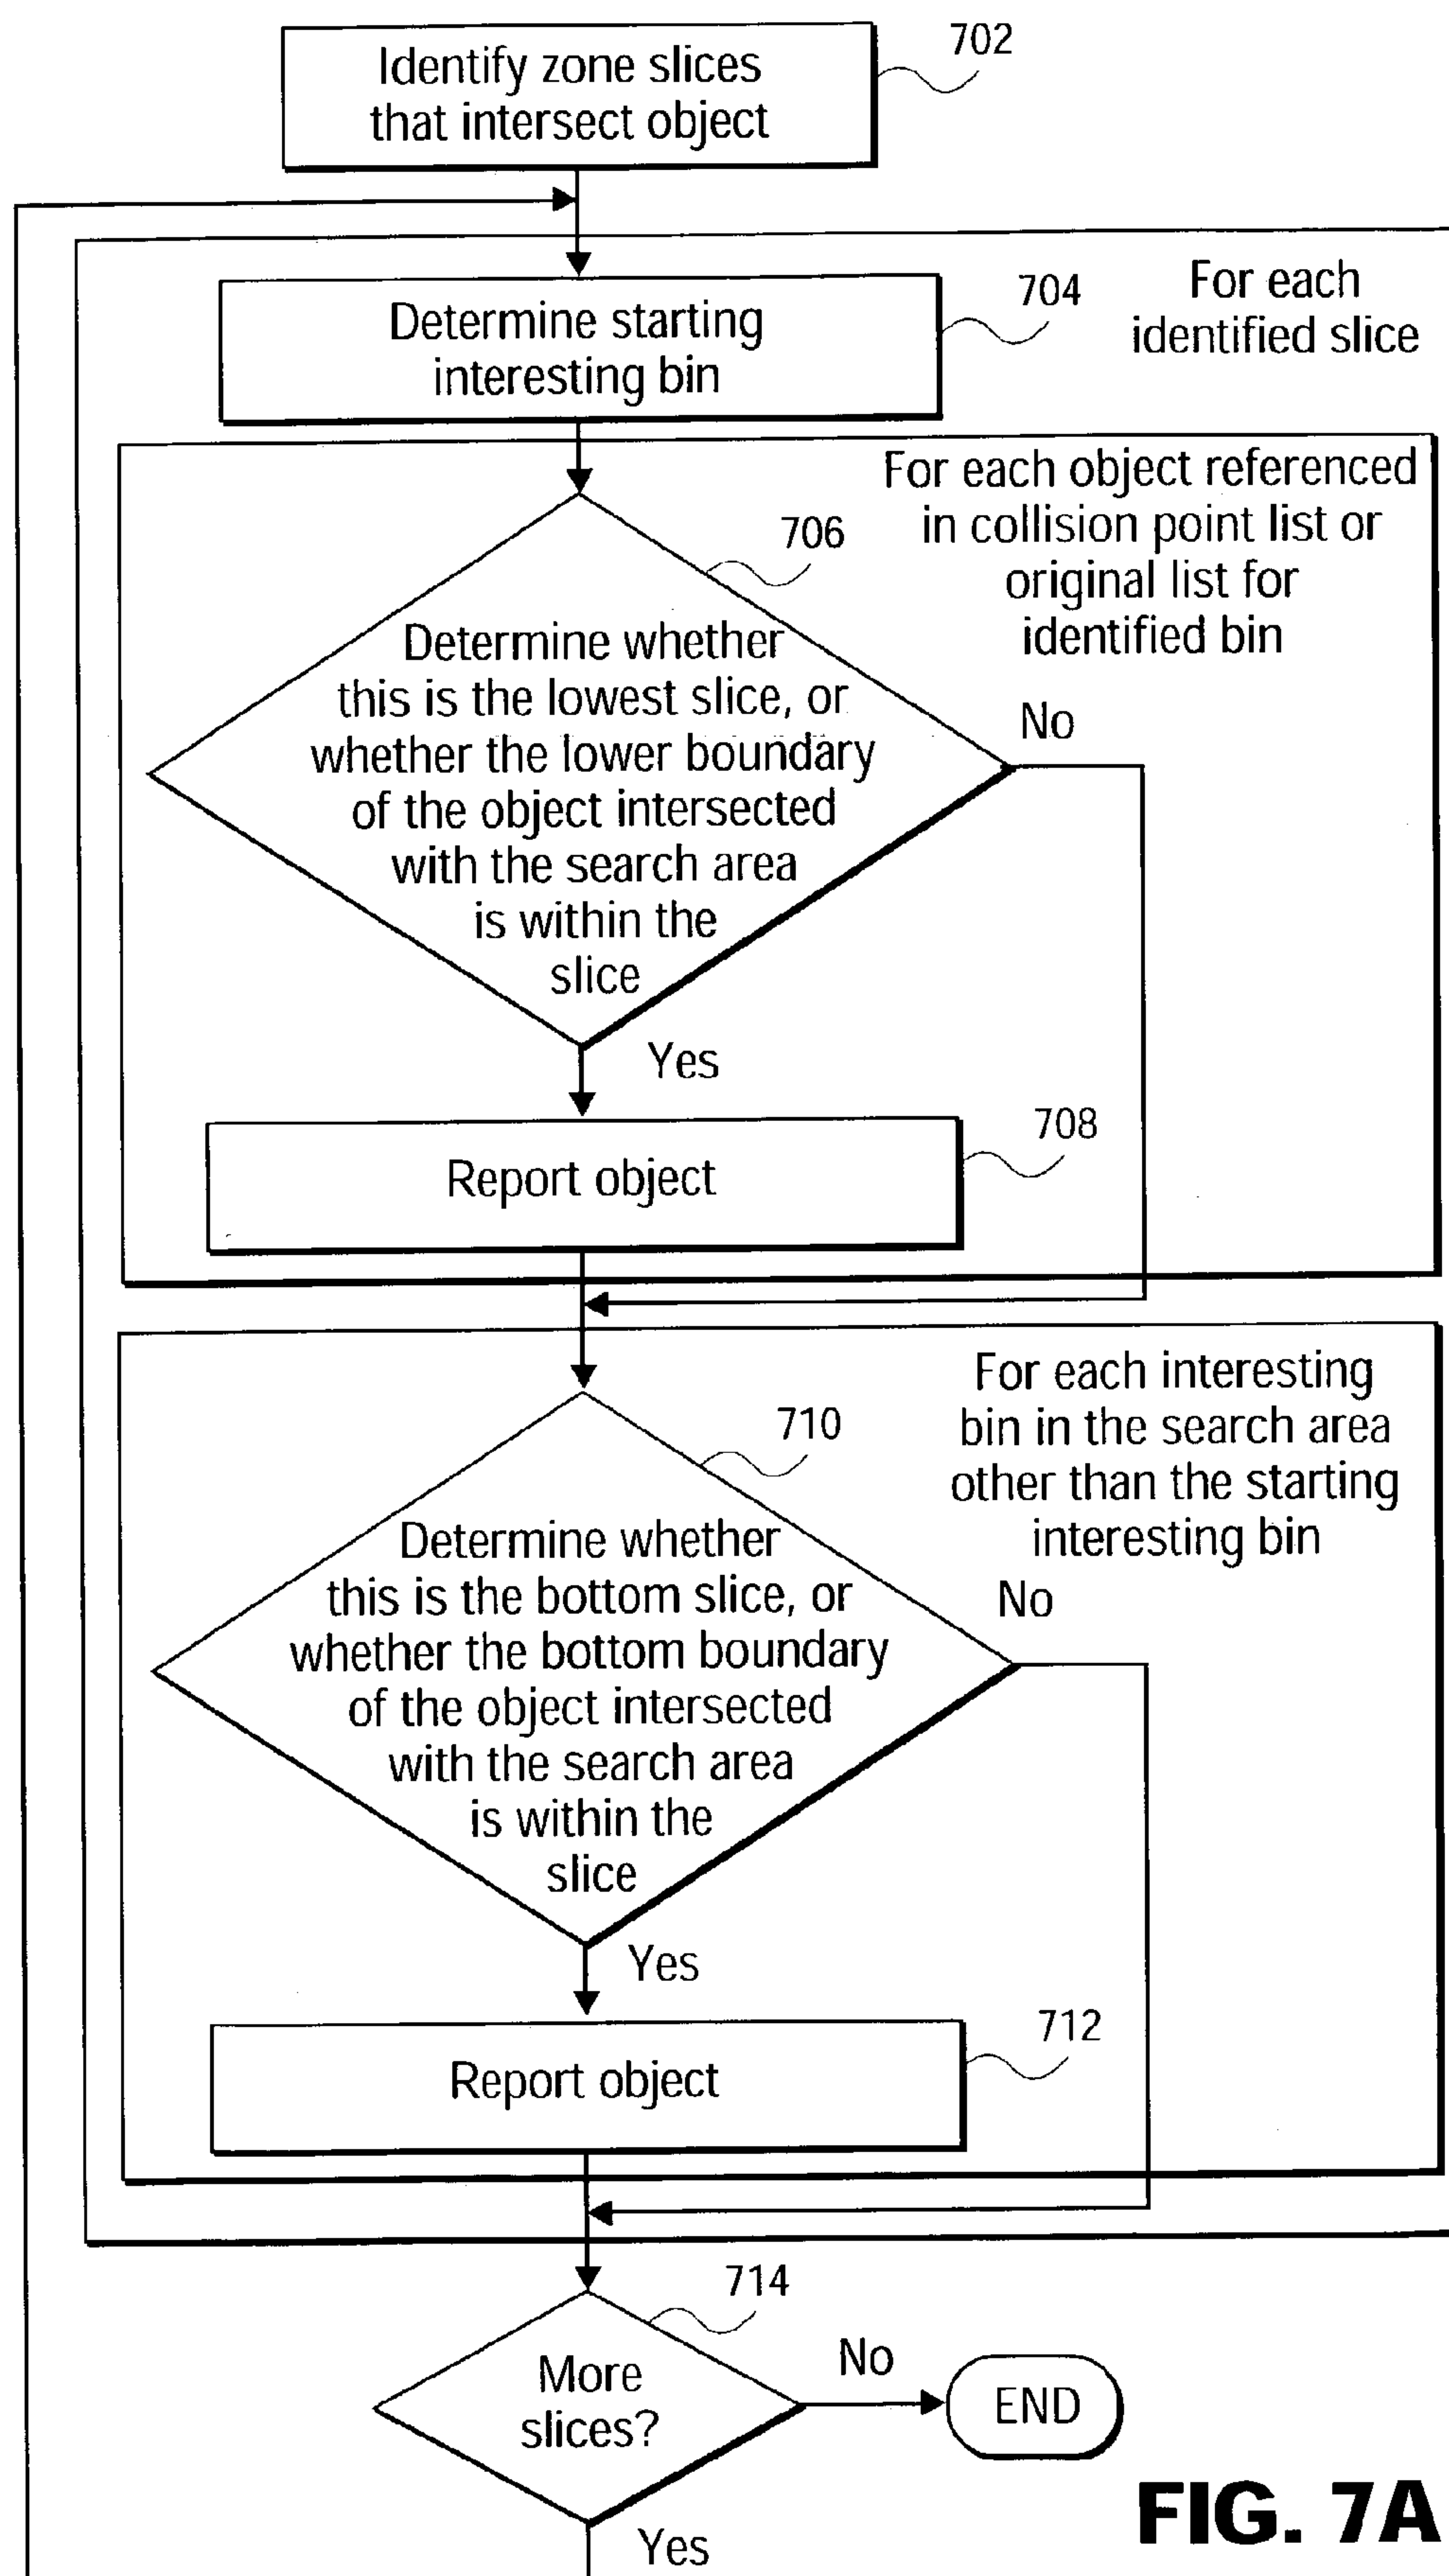 702
Identify zone slices
that intersect object
704
For each
identified slice
Determine starting
interesting bin
For each object referenced
in collision point list or
original list for
identified bin
706
Determine whether
this is the lowest slice, or
whether the lower boundary
of the object intersected
with the search area
is within the
slice
No
Yes
708
Report object
For each interesting
bin in the search area
other than the starting
interesting bin
710
Determine whether
this is the bottom slice, or
whether the bottom boundary
of the object intersected
with the search area
is within the
slice
No
Yes
712
Report object
714
More
slices?
No
END
Yes
FIG. 7A